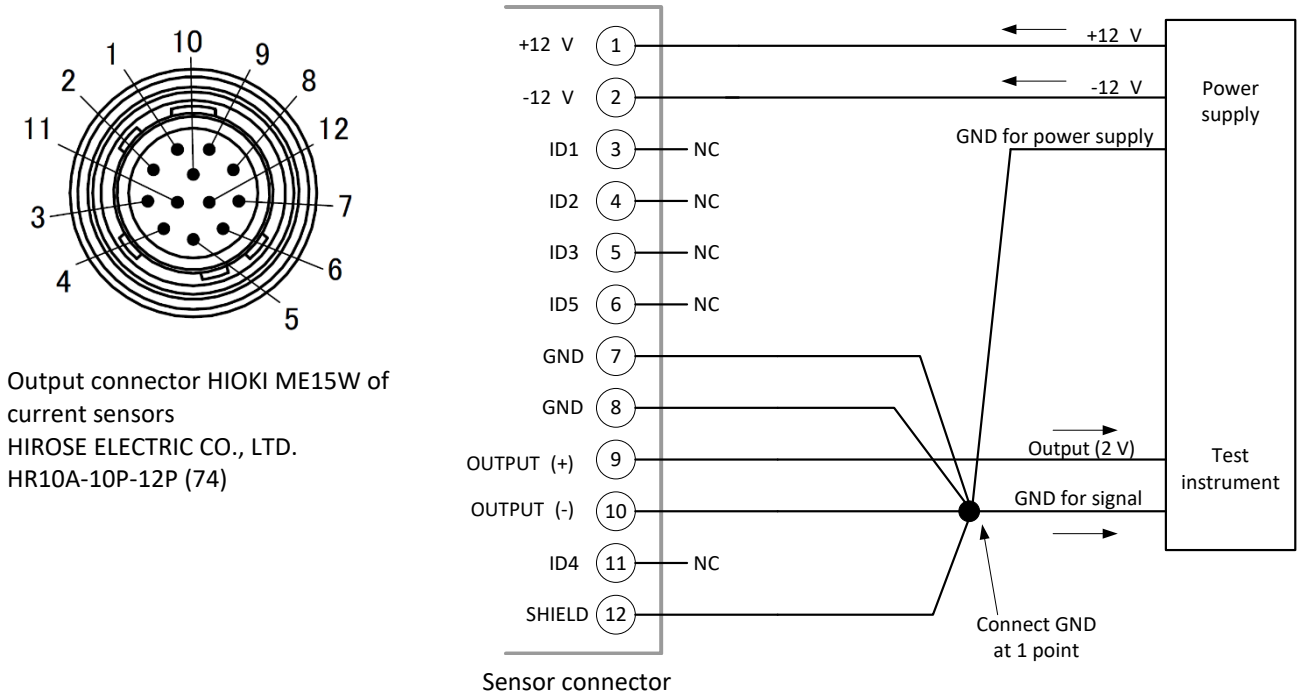 10
1
9
2
8
11
12
3
7
4
6
5
Output connector HIOKI ME15W of
current sensors
HIROSE ELECTRIC CO., LTD.
HR10A-10P-12P (74)
+12 V 1 +12 V
-12 V 2 -12 V
Power
supply
GND for power supply
ID1 3 NC
ID2 4 NC
ID3 5 NC
ID5 6 NC
GND 7
GND 8
OUTPUT (+) 9 Output (2 V)
Test
instrument
OUTPUT (-) 10 GND for signal
ID4 11 NC
SHIELD 12
Connect GND
at 1 point
Sensor connector